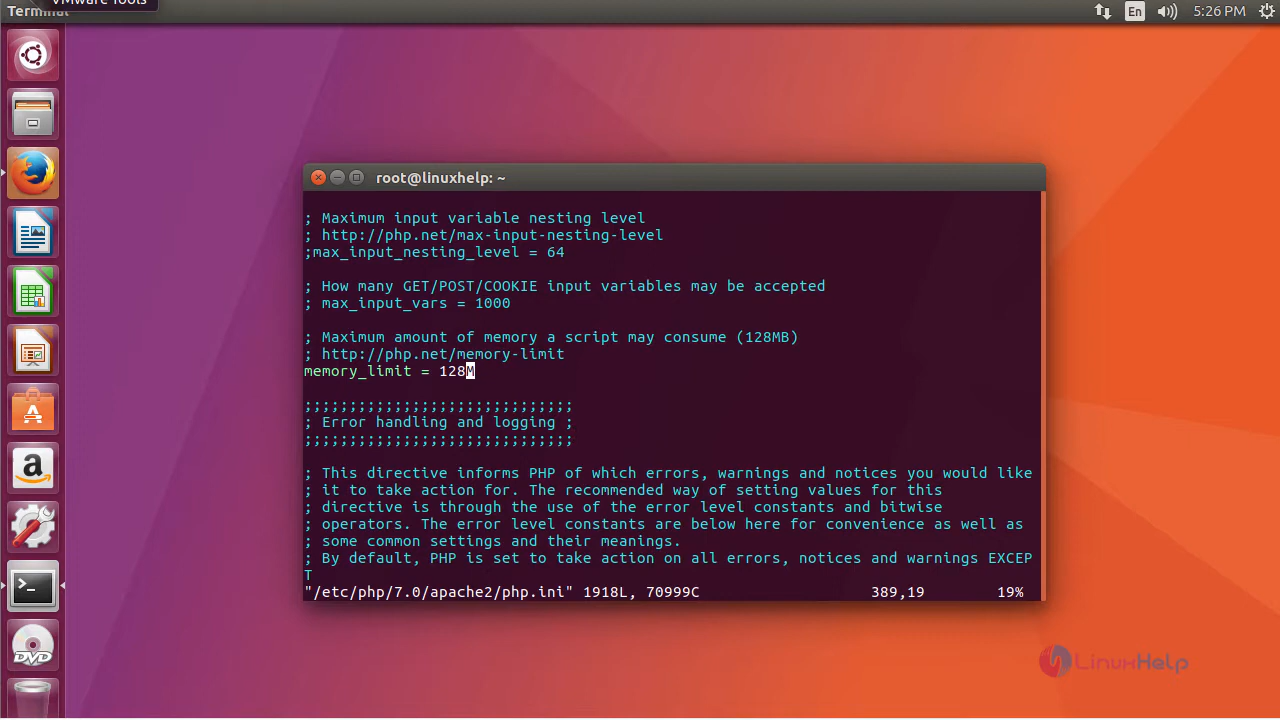 VMware Tools
Terminal
En
5:26 PM
root@linuxhelp: ~
; Maximum input variable nesting level
; http://php.net/max-input-nesting-level
;max_input_nesting_level = 64
; How many GET/POST/COOKIE input variables may be accepted
; max_input_vars = 1000
; Maximum amount of memory a script may consume (128MB)
; http://php.net/memory-limit
memory_limit = 128M
;;;;;;;;;;;;;;;;;;;;;;;;;;;;;;
; Error handling and logging ;
;;;;;;;;;;;;;;;;;;;;;;;;;;;;;;
; This directive informs PHP of which errors, warnings and notices you would like
; it to take action for. The recommended way of setting values for this
; directive is through the use of the error level constants and bitwise
; operators. The error level constants are below here for convenience as well as
; some common settings and their meanings.
; By default, PHP is set to take action on all errors, notices and warnings EXCEP
T
"/etc/php/7.0/apache2/php.ini" 1918L, 70999C 389,19 19%
DVD
LinuxHelp